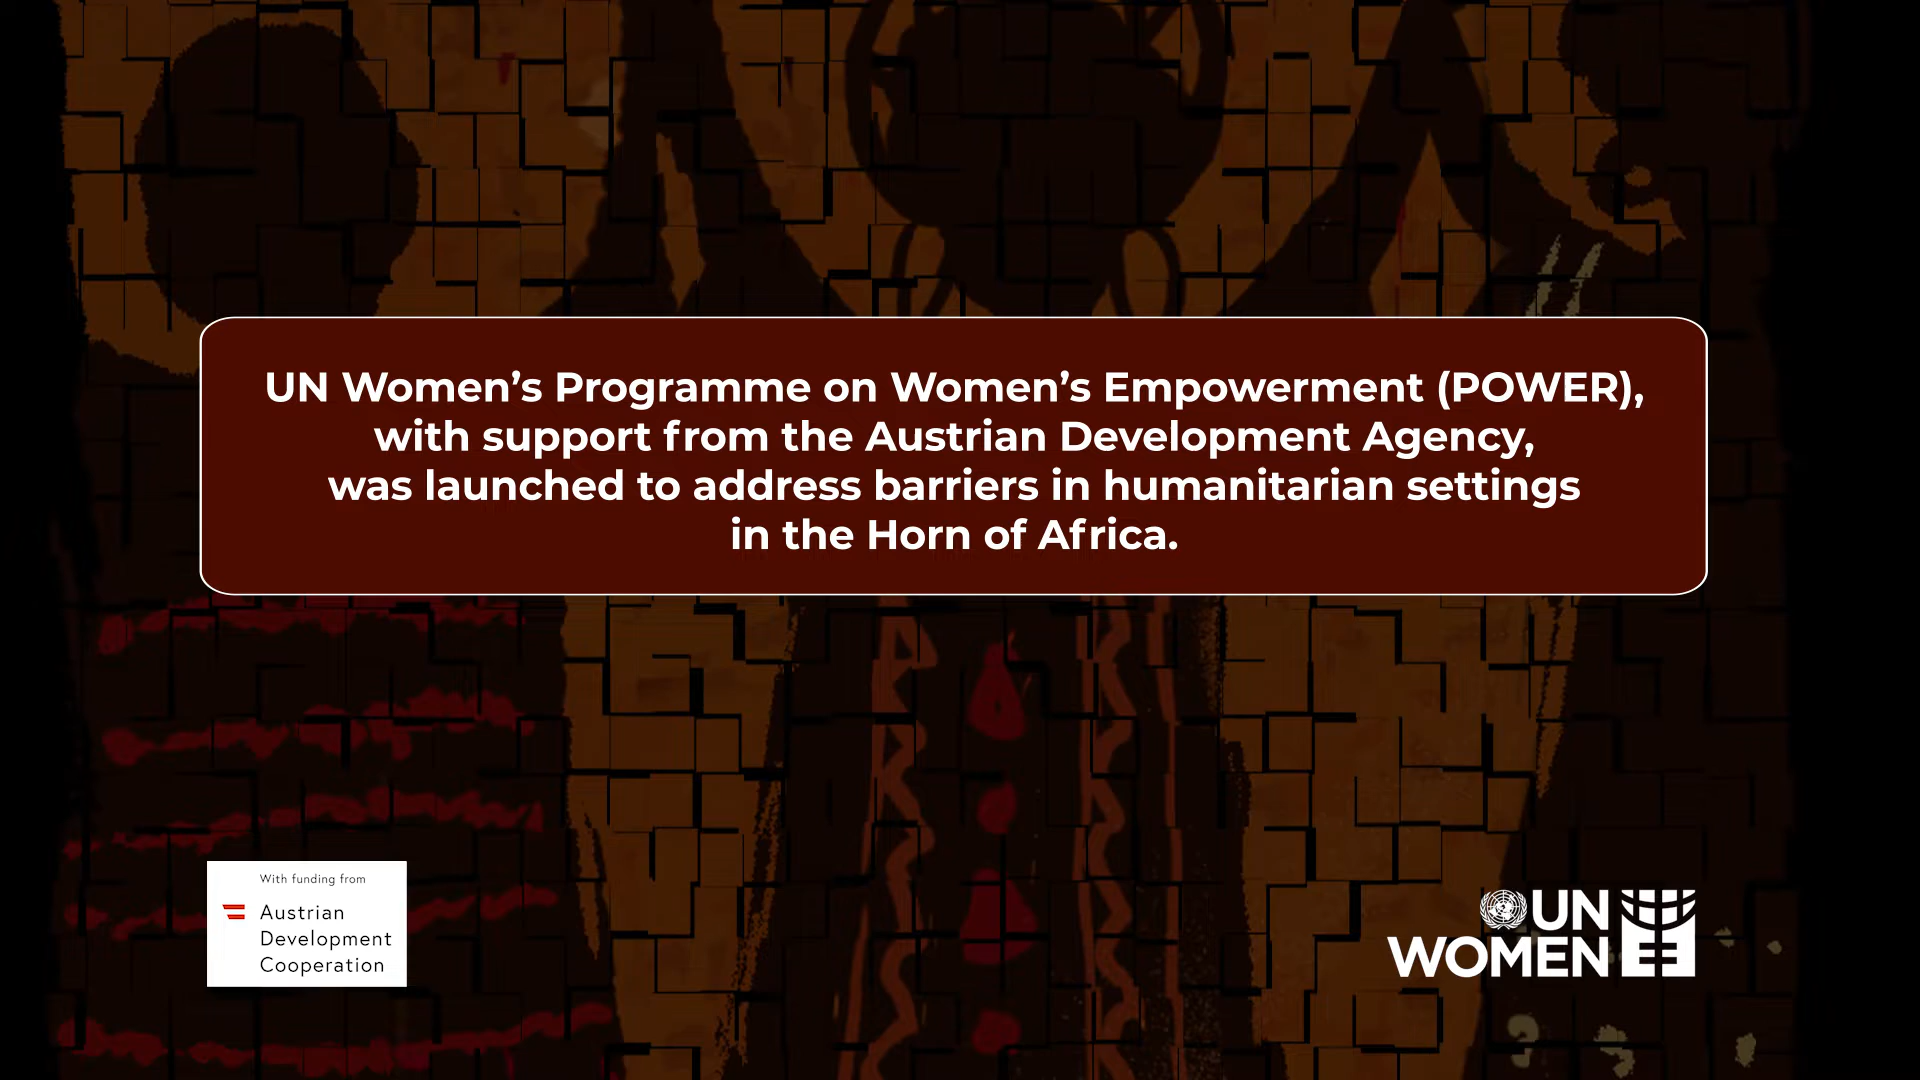 UN Women’s Programme on Women’s Empowerment (POWER),
with support from the Austrian Development Agency,
was launched to address barriers in humanitarian settings
in the Horn of Africa.
With funding from
Austrian
Development
Cooperation
UN
WOMEN